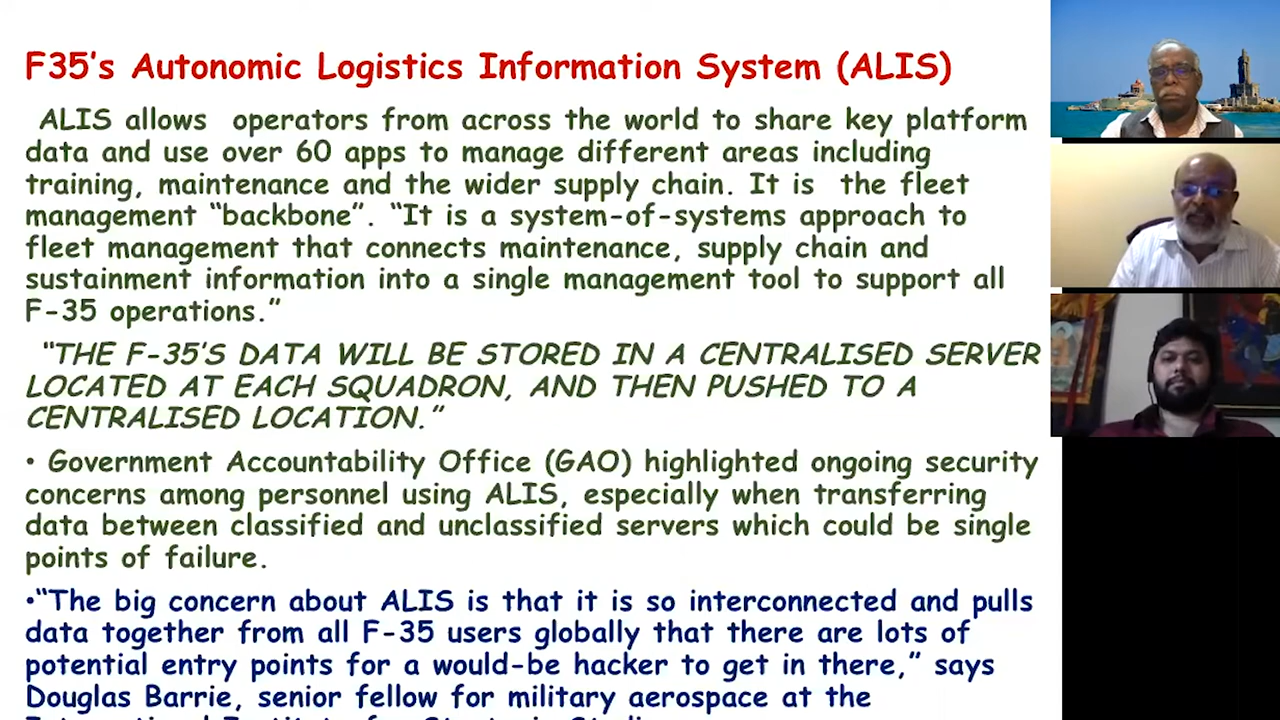 F35's Autonomic Logistics Information System (ALIS)
ALIS allows operators from across the world to share key platform
data and use over 60 apps to manage different areas including
training, maintenance and the wider supply chain. It is the fleet
management “backbone”. “It is a system-of-systems approach to
fleet management that connects maintenance, supply chain and
sustainment information into a single management tool to support all
F-35 operations.”
“THE F-35'S DATA WILL BE STORED IN A CENTRALISED SERVER
LOCATED AT EACH SQUADRON, AND THEN PUSHED TO A
CENTRALISED LOCATION.”
• Government Accountability Office (GAO) highlighted ongoing security
concerns among personnel using ALIS, especially when transferring
data between classified and unclassified servers which could be single
points of failure.
•“The big concern about ALIS is that it is so interconnected and pulls
data together from all F-35 users globally that there are lots of
potential entry points for a would-be hacker to get in there,” says
Douglas Barrie, senior fellow for military aerospace at the